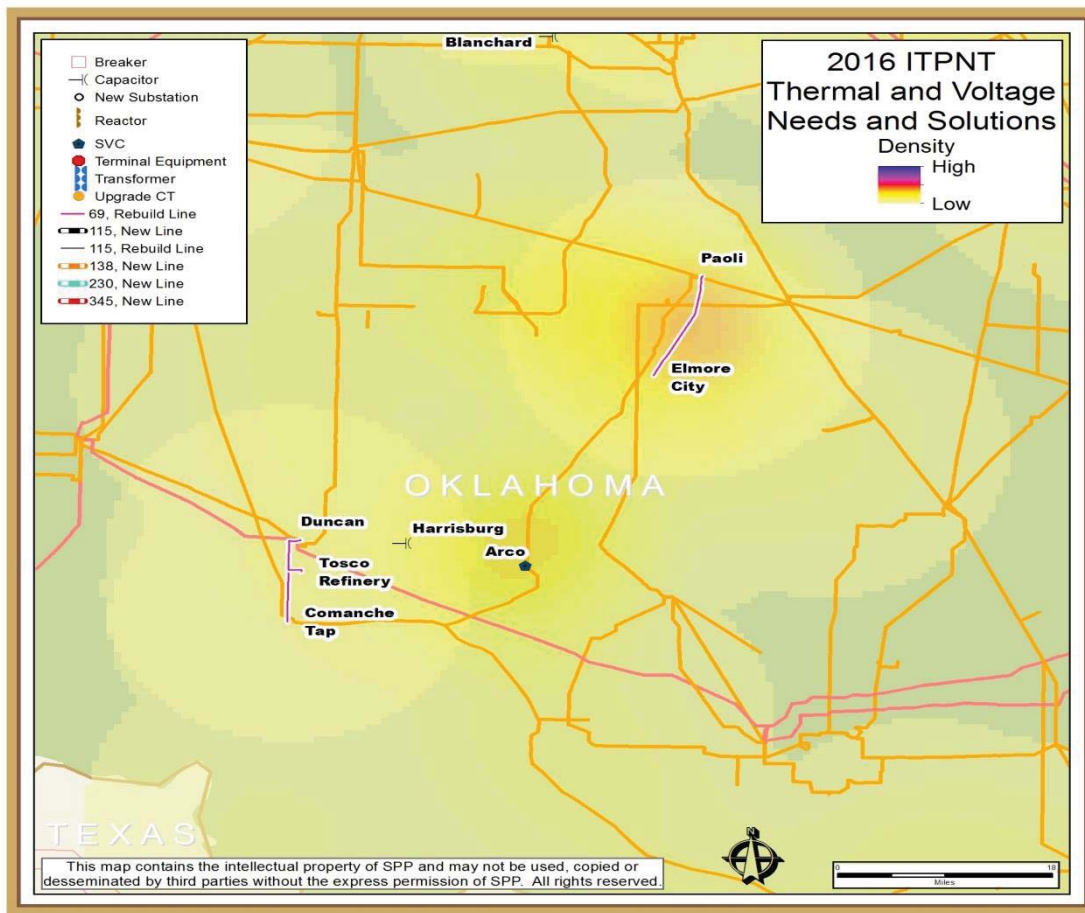 Blanchard
Breaker
Capacitor
New Substation
Reactor
SVC
Terminal Equipment
Transformer
Upgrade CT
69, Rebuild Line
115, New Line
115, Rebuild Line
138, New Line
230, New Line
345, New Line
2016 ITPNT
Thermal and Voltage
Needs and Solutions
Density
High
Low
Paoli
Elmore
City
OKLAHOMA
Duncan
Harrisburg
Arco
Tosco
Refinery
Comanche
Tap
TEXAS
This map contains the intellectual property of SPP and may not be used, copied or
desseminated by third parties without the express permission of SPP. All rights reserved.
N
0
18
Miles